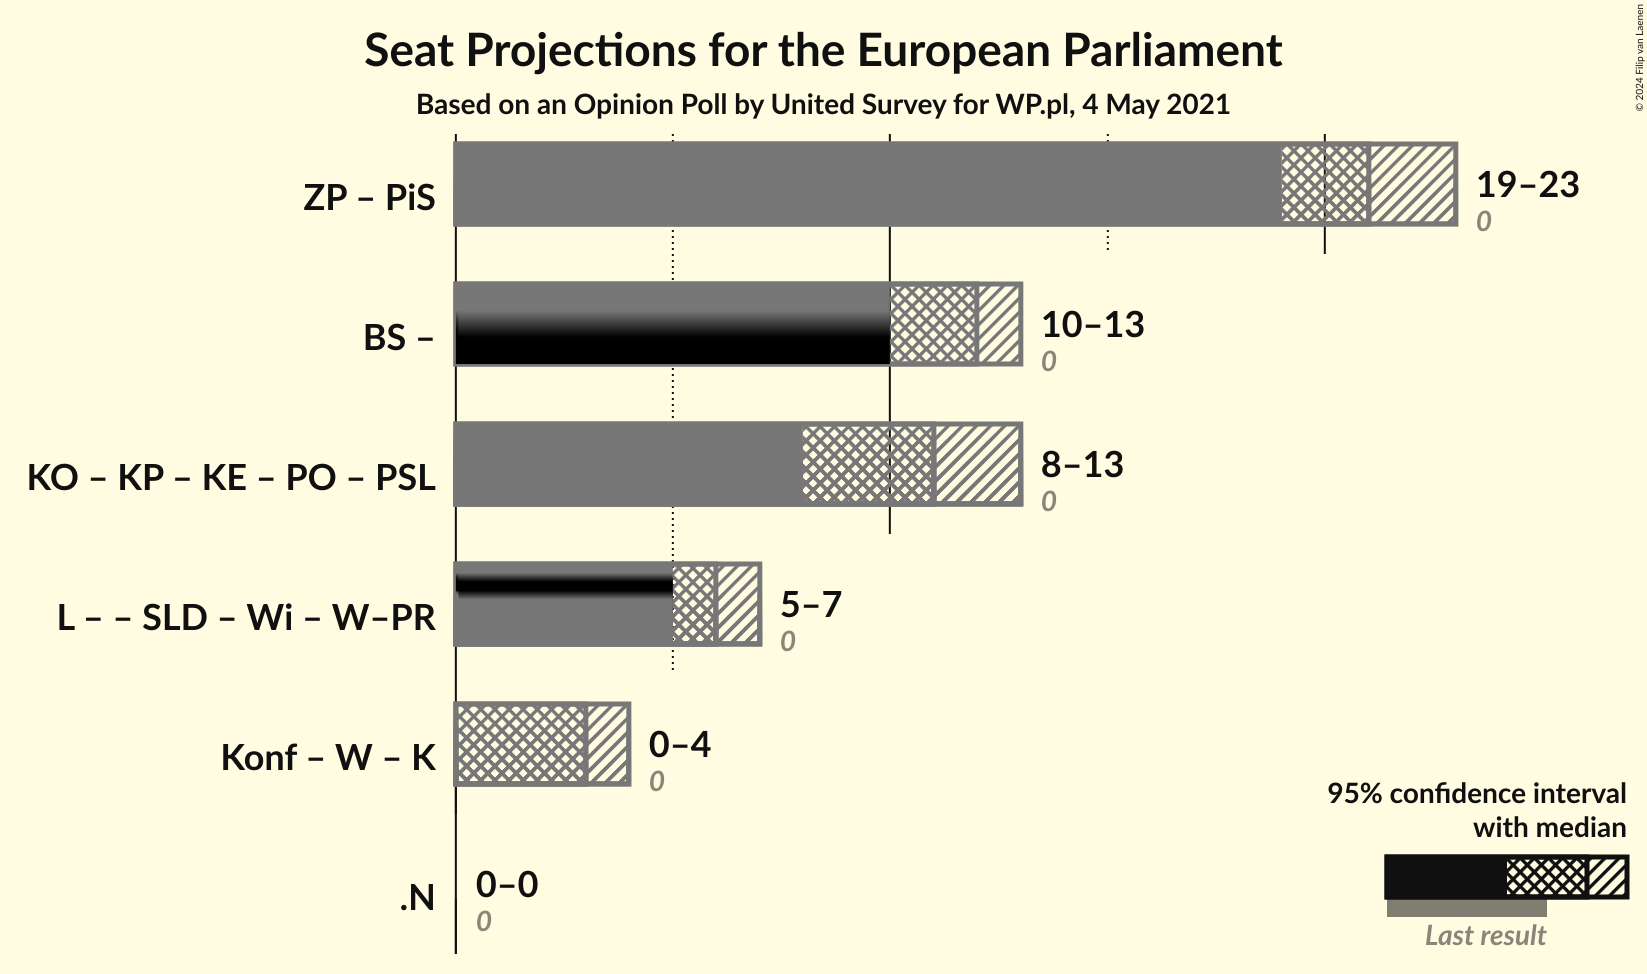 Seat Projections for the European Parliament
Based on an Opinion Poll by United Survey for WP.pl, 4 May 2021
© 2024 Filip van Laenen
ZP – PiS
19–23
0
BS –
10–13
0
KO – KP – KE – PO – PSL
8–13
0
L – – SLD – Wi – W–PR
5–7
0
Konf – W – K
0–4
0
.N
0–0
0
95% confidence interval
with median
Last result